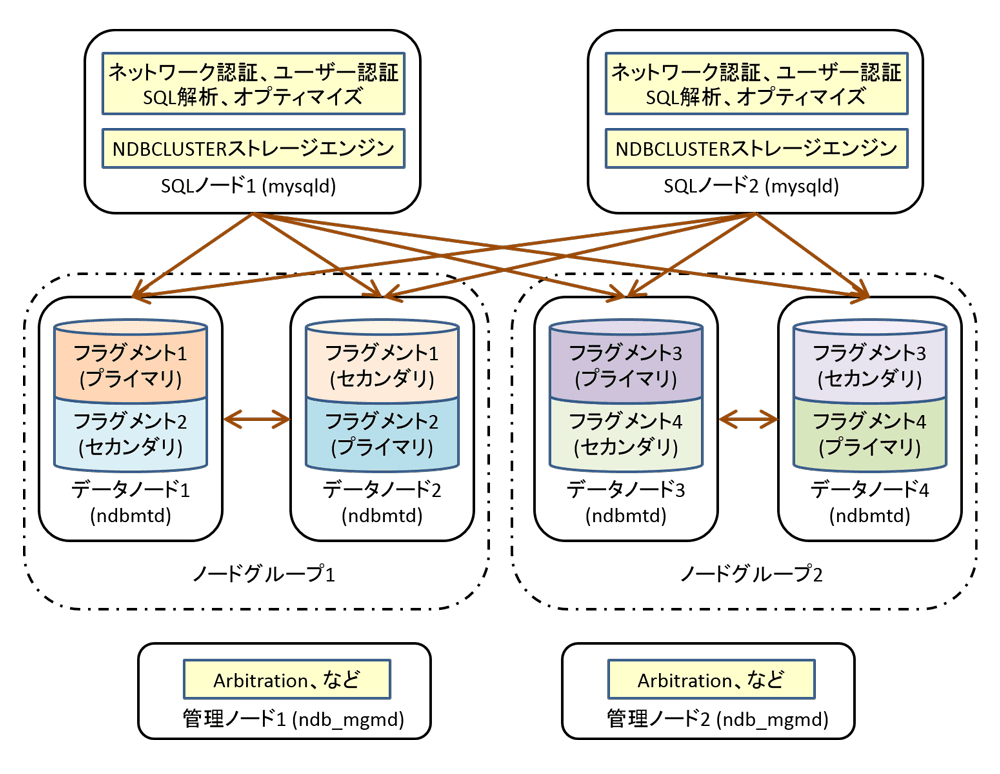 ネットワーク認証、ユーザー認証
SQL解析、オプティマイズ
NDBCLUSTERストレージエンジン
SQLノード1 (mysqld)
ネットワーク認証、ユーザー認証
SQL解析、オプティマイズ
NDBCLUSTERストレージエンジン
SQLノード2 (mysqld)
フラグメント1
(プライマリ)
フラグメント2
(セカンダリ)
データノード1
(ndbmtd)
フラグメント1
(セカンダリ)
フラグメント2
(プライマリ)
データノード2
(ndbmtd)
ノードグループ1
フラグメント3
(プライマリ)
フラグメント4
(セカンダリ)
データノード3
(ndbmtd)
フラグメント3
(セカンダリ)
フラグメント4
(プライマリ)
データノード4
(ndbmtd)
ノードグループ2
Arbitration、など
管理ノード1 (ndb_mgmd)
Arbitration、など
管理ノード2 (ndb_mgmd)